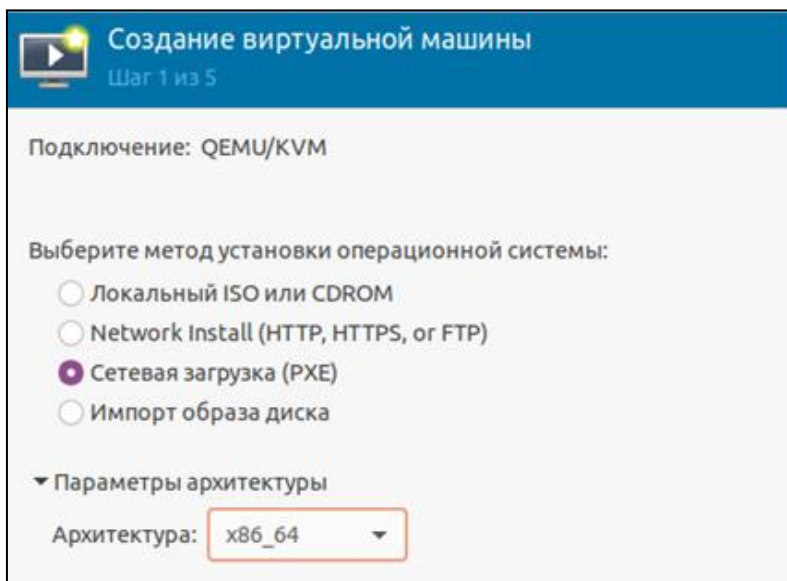 Создание виртуальной машины
Шаг 1 из 5
Подключение: QEMU/KVM
Выберите метод установки операционной системы:
Локальный ISO или CDROM
Network Install (HTTP, HTTPS, or FTP)
Сетевая загрузка (PXE)
Импорт образа диска
Параметры архитектуры
Архитектура: x86_64